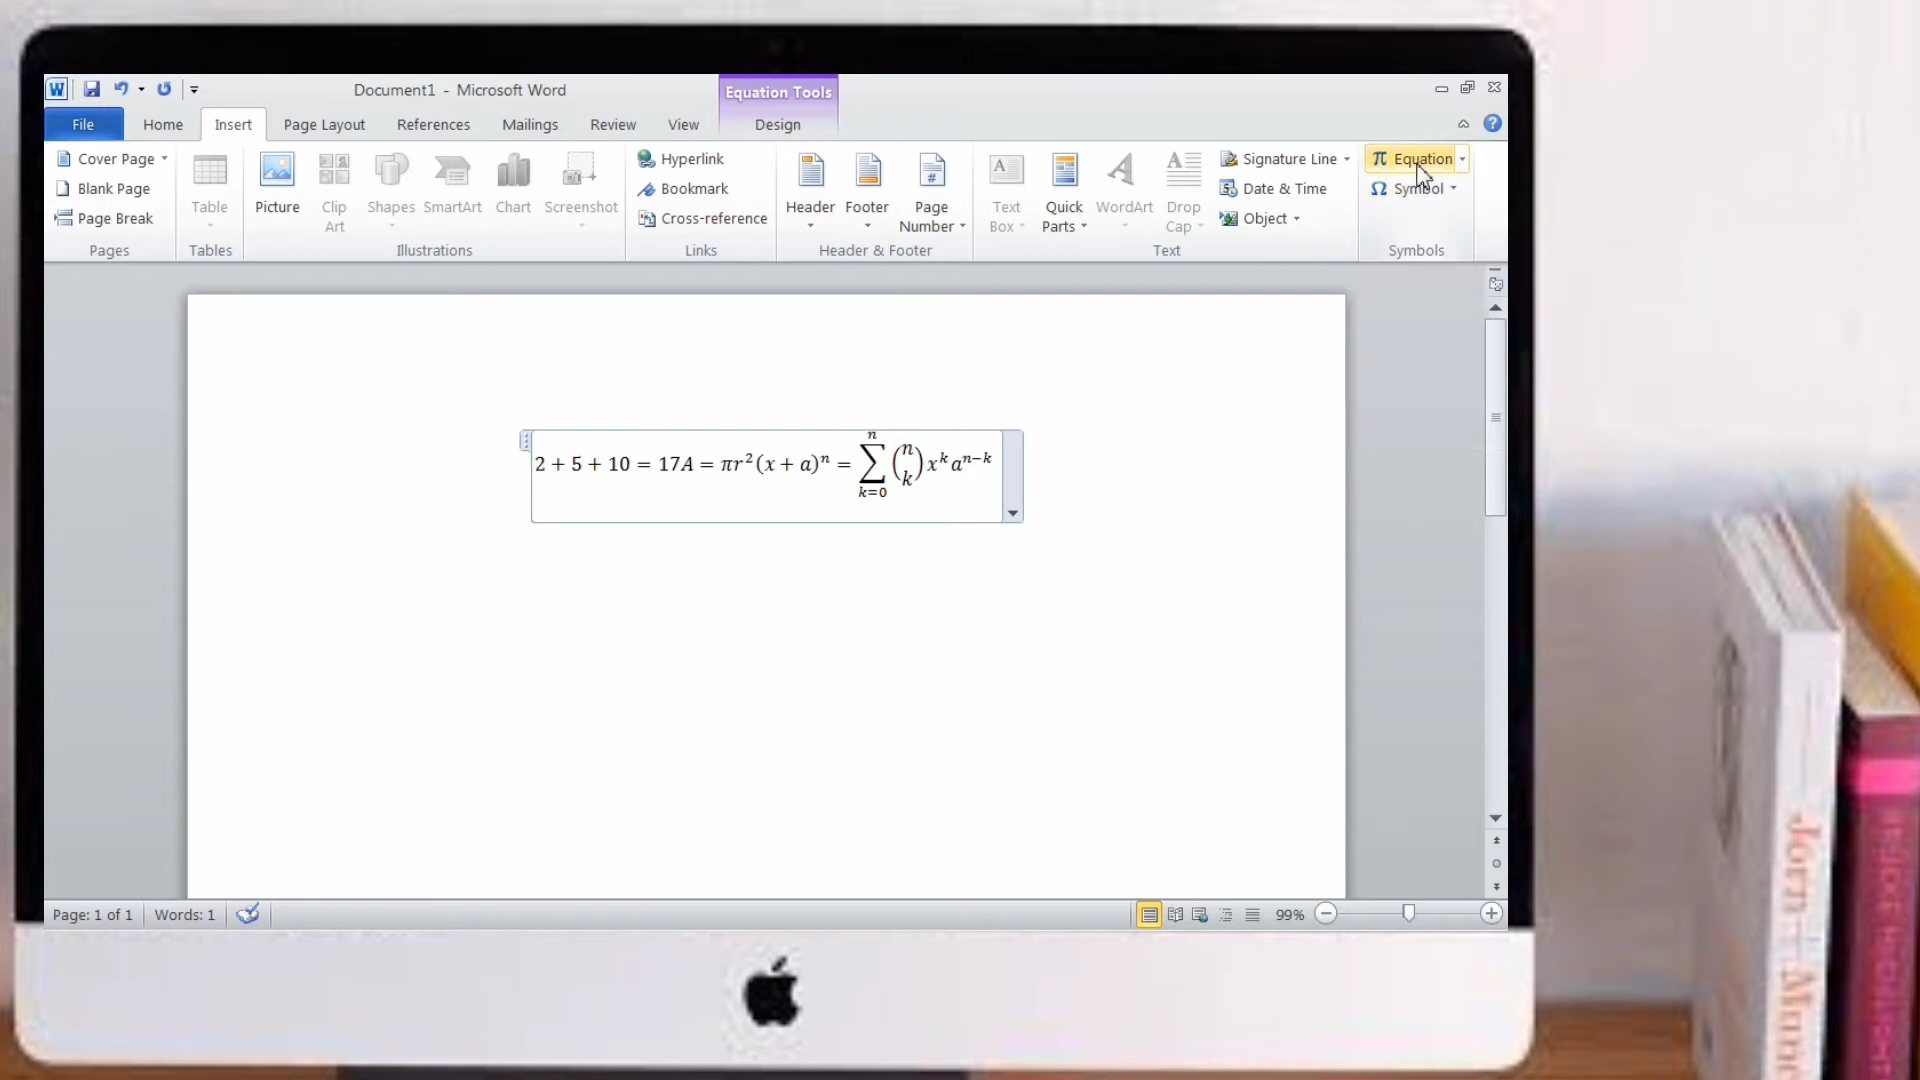 Document1 - Microsoft Word
Equation Tools
File Home Insert Page Layout References Mailings Review View Design
Cover Page
Blank Page
Page Break
Pages
Table
Tables
Picture
Clip Art
Shapes
SmartArt
Chart
Screenshot
Illustrations
Hyperlink
Bookmark
Cross-reference
Links
Header
Footer
Page Number
Header & Footer
Text Box
Quick Parts
WordArt
Drop Cap
Signature Line
Date & Time
Object
Text
π Equation
Ω Symbol
Symbols
2 + 5 + 10 = 17A = πr²(x + a)ⁿ = ∑ₖ₌₀ⁿ (n k) xᵏaⁿ⁻ᵏ
Page: 1 of 1 Words: 1 99%